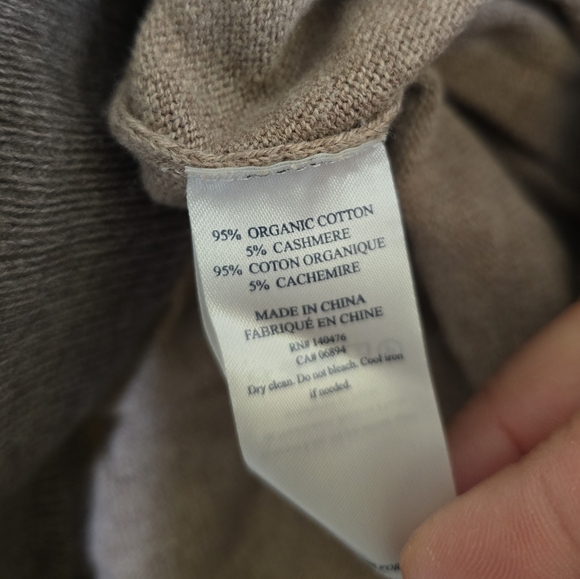 95% ORGANIC COTTON
5% CASHMERE
95% COTON ORGANIQUE
5% CACHEMIRE
MADE IN CHINA
FABRIQUÉ EN CHINE
RN# 140476
CA# 06894
Dry clean. Do not bleach. Cool iron
if needed.